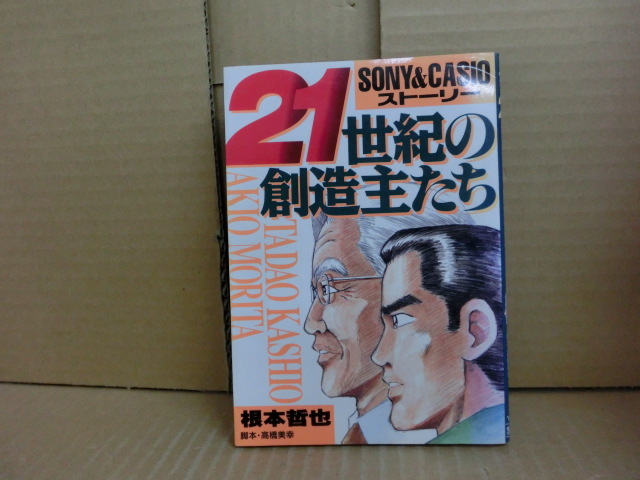 SONY&CASIO
ストーリー
21世紀の
創造主たち
TADAO KASHIO
AKIO MORITA
根本哲也
脚本・高橋美幸